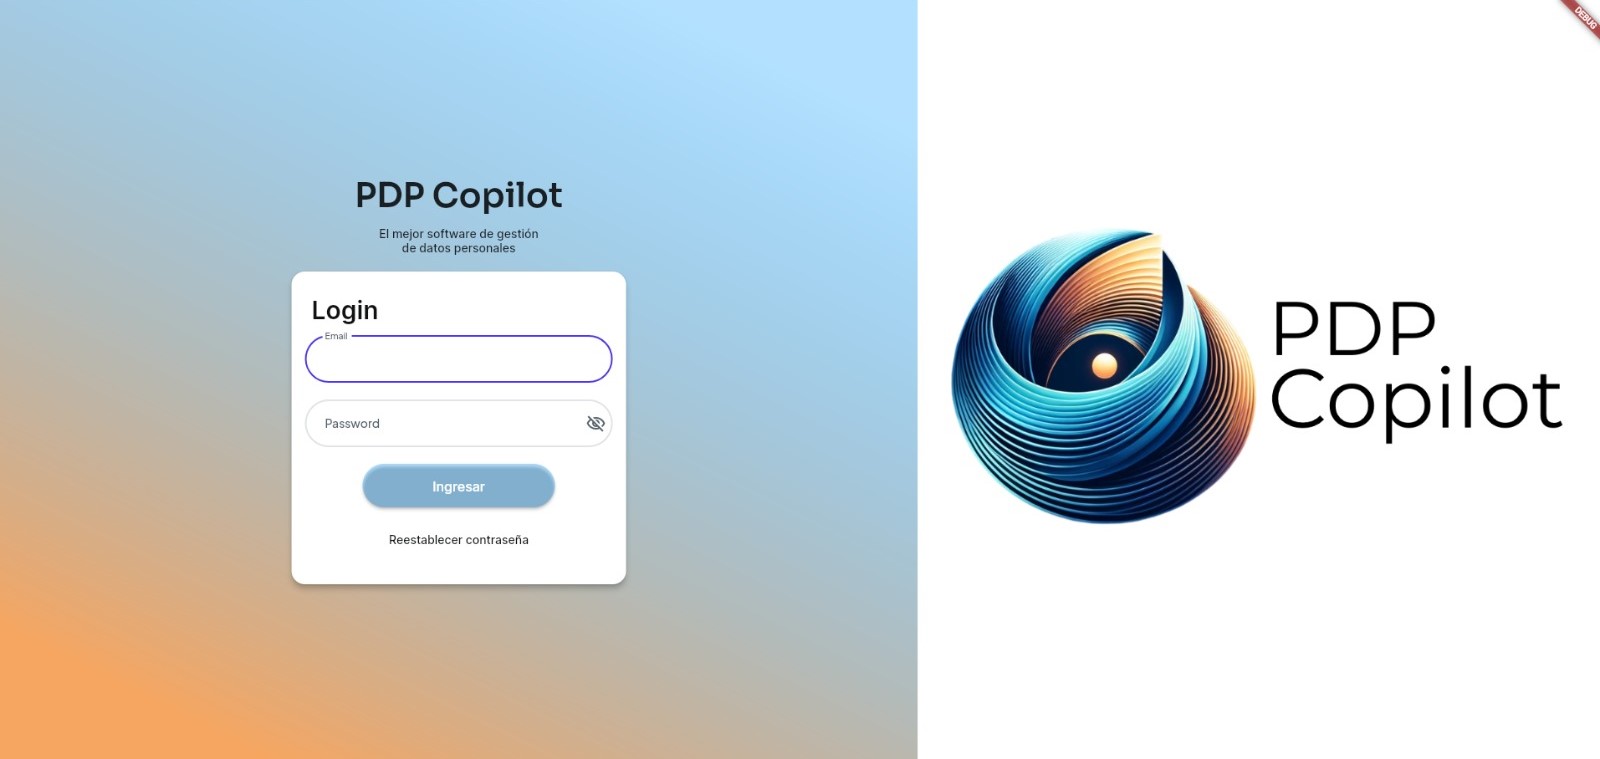 PDP Copilot
El mejor software de gestión
de datos personales
Login
Email
Password
Ingresar
Reestablecer contraseña
PDP
Copilot
DEBUG